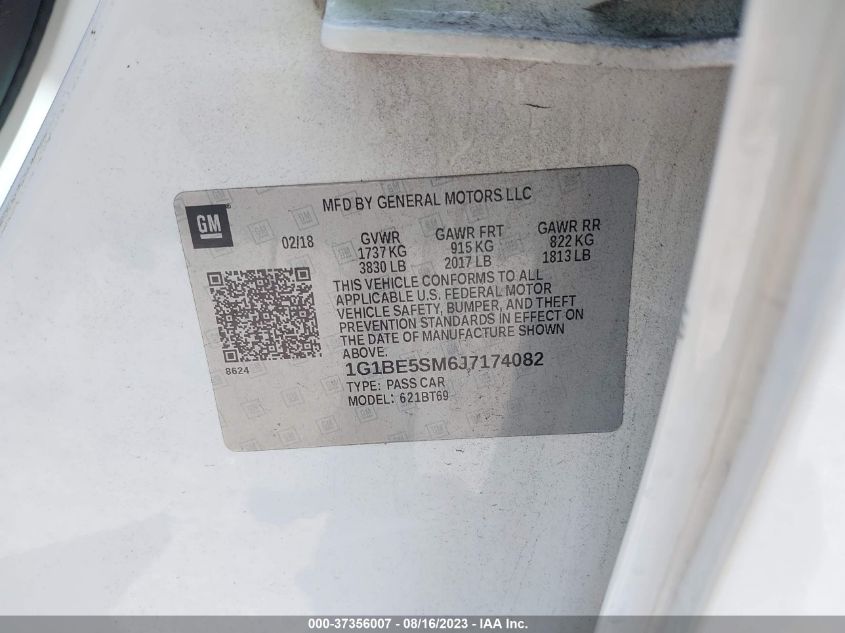 MFD BY GENERAL MOTORS LLC
GM
02/18
GVWR
1737 KG
3830 LB
GAWR FRT
915 KG
2017 LB
GAWR RR
822 KG
1813 LB
THIS VEHICLE CONFORMS TO ALL
APPLICABLE U.S. FEDERAL MOTOR
VEHICLE SAFETY, BUMPER, AND THEFT
PREVENTION STANDARDS IN EFFECT ON
THE DATE OF MANUFACTURE SHOWN
ABOVE.
8624
1G1BE5SM6J7174082
TYPE: PASS CAR
MODEL: 621BT69
000-37356007 - 08/16/2023 - Copyright IAA, Inc.